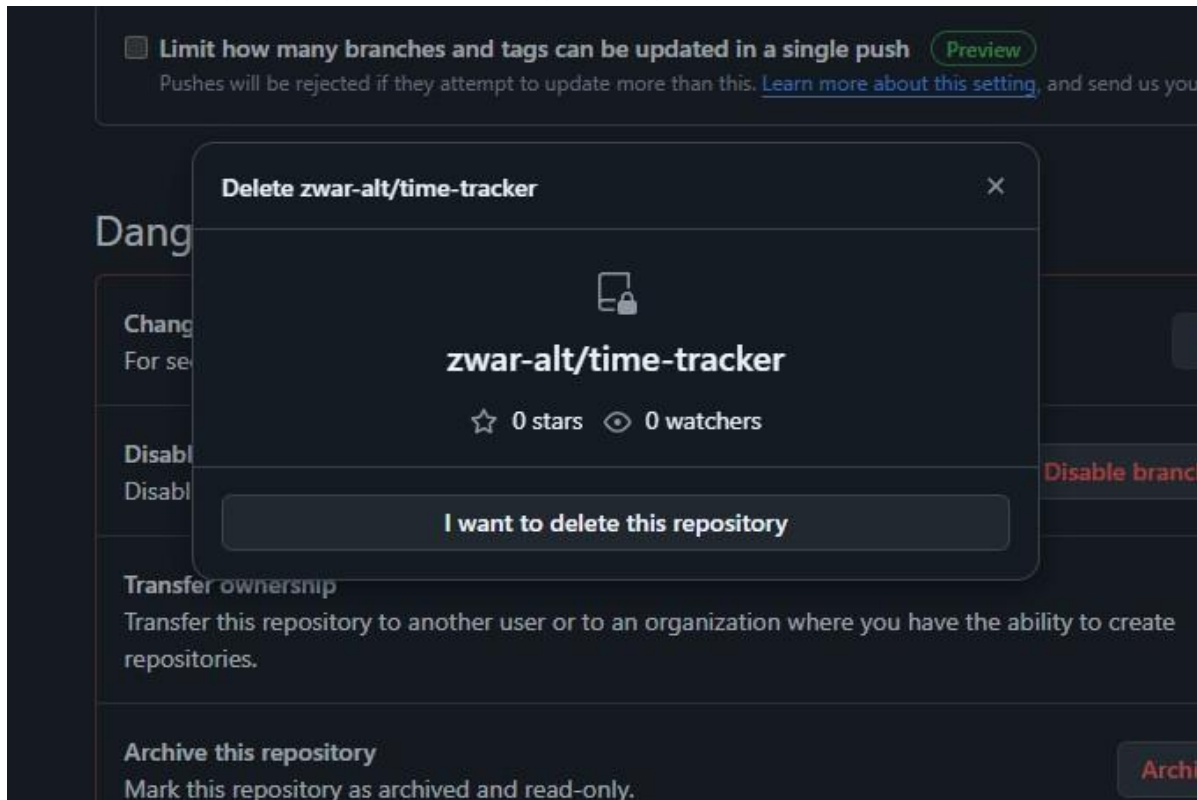 Limit how many branches and tags can be updated in a single push Preview
Pushes will be rejected if they attempt to update more than this. Learn more about this setting, and send us you
Delete zwar-alt/time-tracker
Dang
zwar-alt/time-tracker
0 stars 0 watchers
Chang
For se
Disabl
Disabl
Disable branc
I want to delete this repository
Transfer ownership
Transfer this repository to another user or to an organization where you have the ability to create
repositories.
Archive this repository
Mark this repository as archived and read-only.
Archi